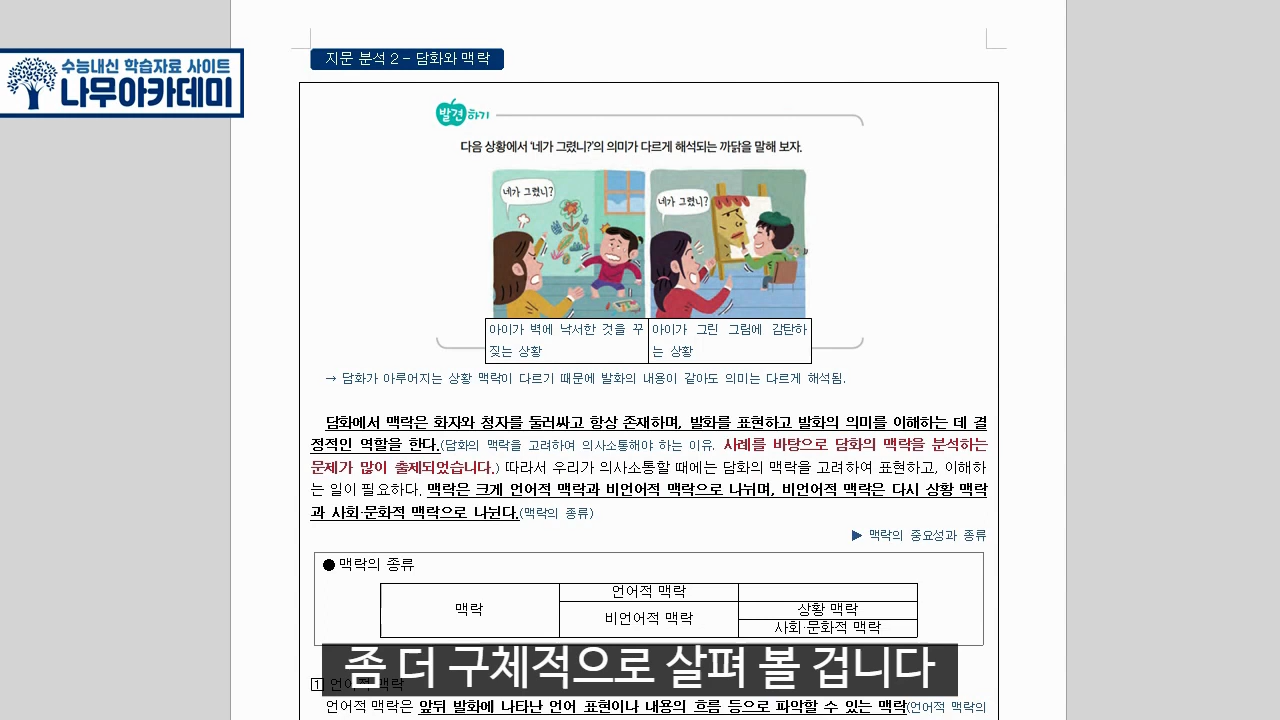 지문 분석 2 – 담화와 맥락
수능내신 학습자료 사이트
나무아카데미
발견하기
다음 상황에서 '네가 그렸니?'의 의미가 다르게 해석되는 까닭을 말해 보자.
네가 그렸니?
네가 그렸니?
아이가 벽에 낙서한 것을 꾸
짖는 상황
아이가 그린 그림에 감탄하
는 상황
→ 담화가 이루어지는 상황 맥락이 다르기 때문에 발화의 내용이 같아도 의미는 다르게 해석됨.
담화에서 맥락은 화자와 청자를 둘러싸고 항상 존재하며, 발화를 표현하고 발화의 의미를 이해하는 데 결
정적인 역할을 한다.(담화의 맥락을 고려하여 의사소통해야 하는 이유. 사례를 바탕으로 담화의 맥락을 분석하는
문제가 많이 출제되었습니다.) 따라서 우리가 의사소통할 때에는 담화의 맥락을 고려하여 표현하고, 이해하
는 일이 필요하다. 맥락은 크게 언어적 맥락과 비언어적 맥락으로 나뉘며, 비언어적 맥락은 다시 상황 맥락
과 사회·문화적 맥락으로 나뉜다.(맥락의 종류)
▶ 맥락의 중요성과 종류
● 맥락의 종류
맥락
언어적 맥락
비언어적 맥락
상황 맥락
사회·문화적 맥락
좀 더 구체적으로 살펴 볼 겁니다
1 언어적 맥락
언어적 맥락은 앞뒤 발화에 나타난 언어 표현이나 내용의 흐름 등으로 파악할 수 있는 맥락(언어적 맥락의